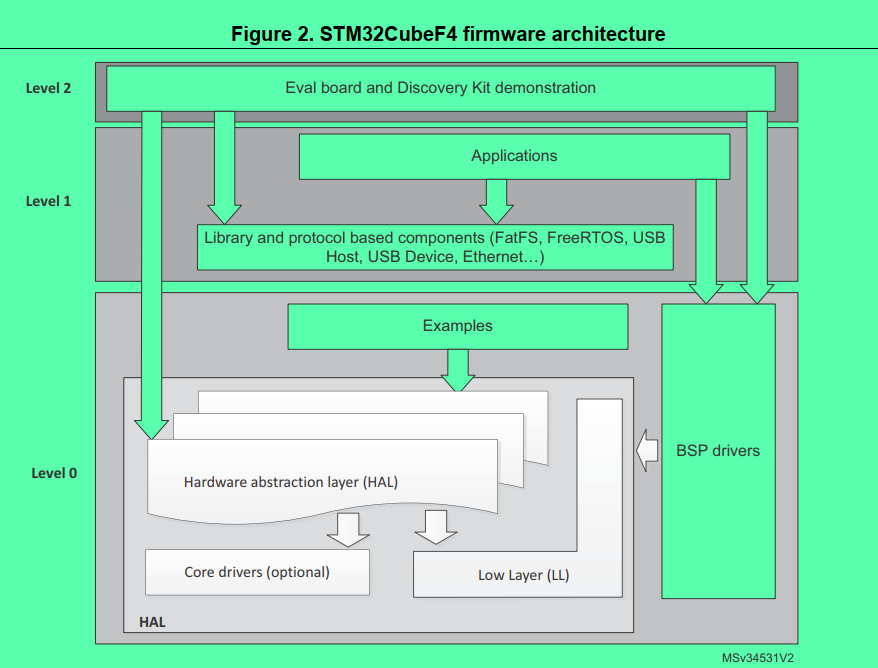 Figure 2. STM32CubeF4 firmware architecture
Level 2
Eval board and Discovery Kit demonstration
Applications
Level 1
Library and protocol based components (FatFS, FreeRTOS, USB
Host, USB Device, Ethernet…)
Examples
BSP drivers
Level 0
Hardware abstraction layer (HAL)
Core drivers (optional)
Low Layer (LL)
HAL
MSv34531V2